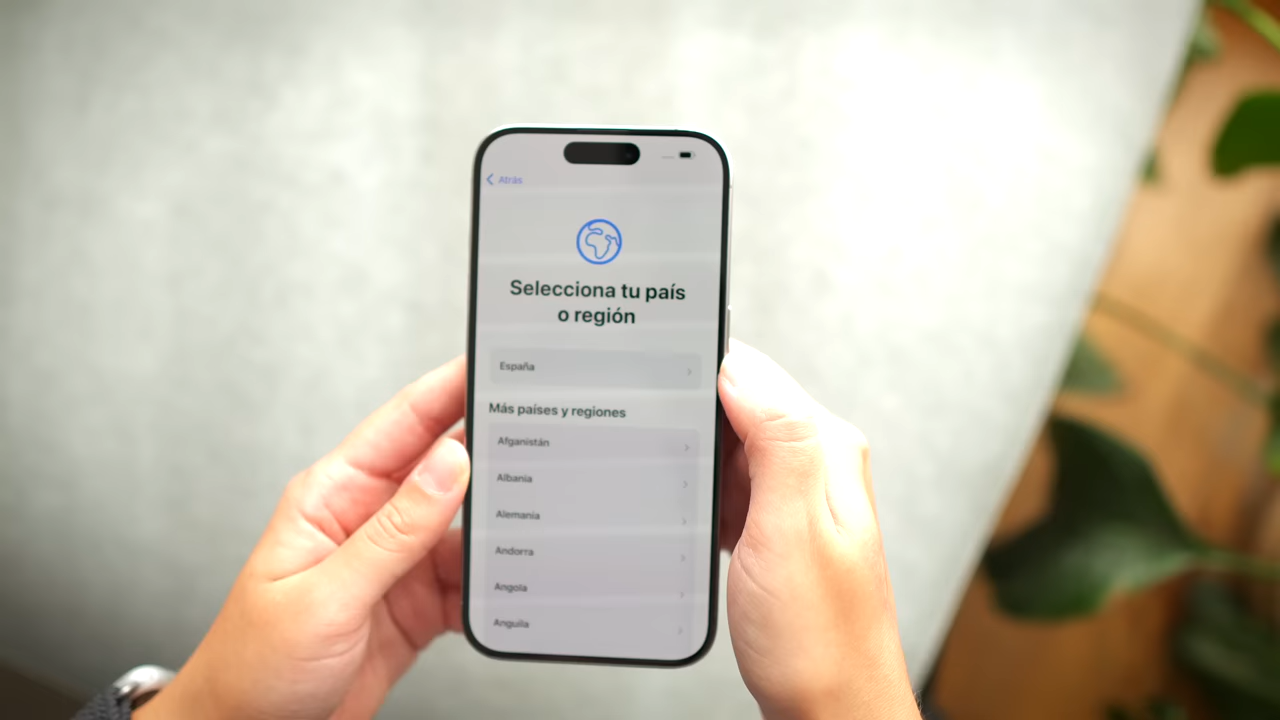 Atrás
Selecciona tu país
o región
España
Más países y regiones
Afganistán
Albania
Alemania
Andorra
Angola
Anguila